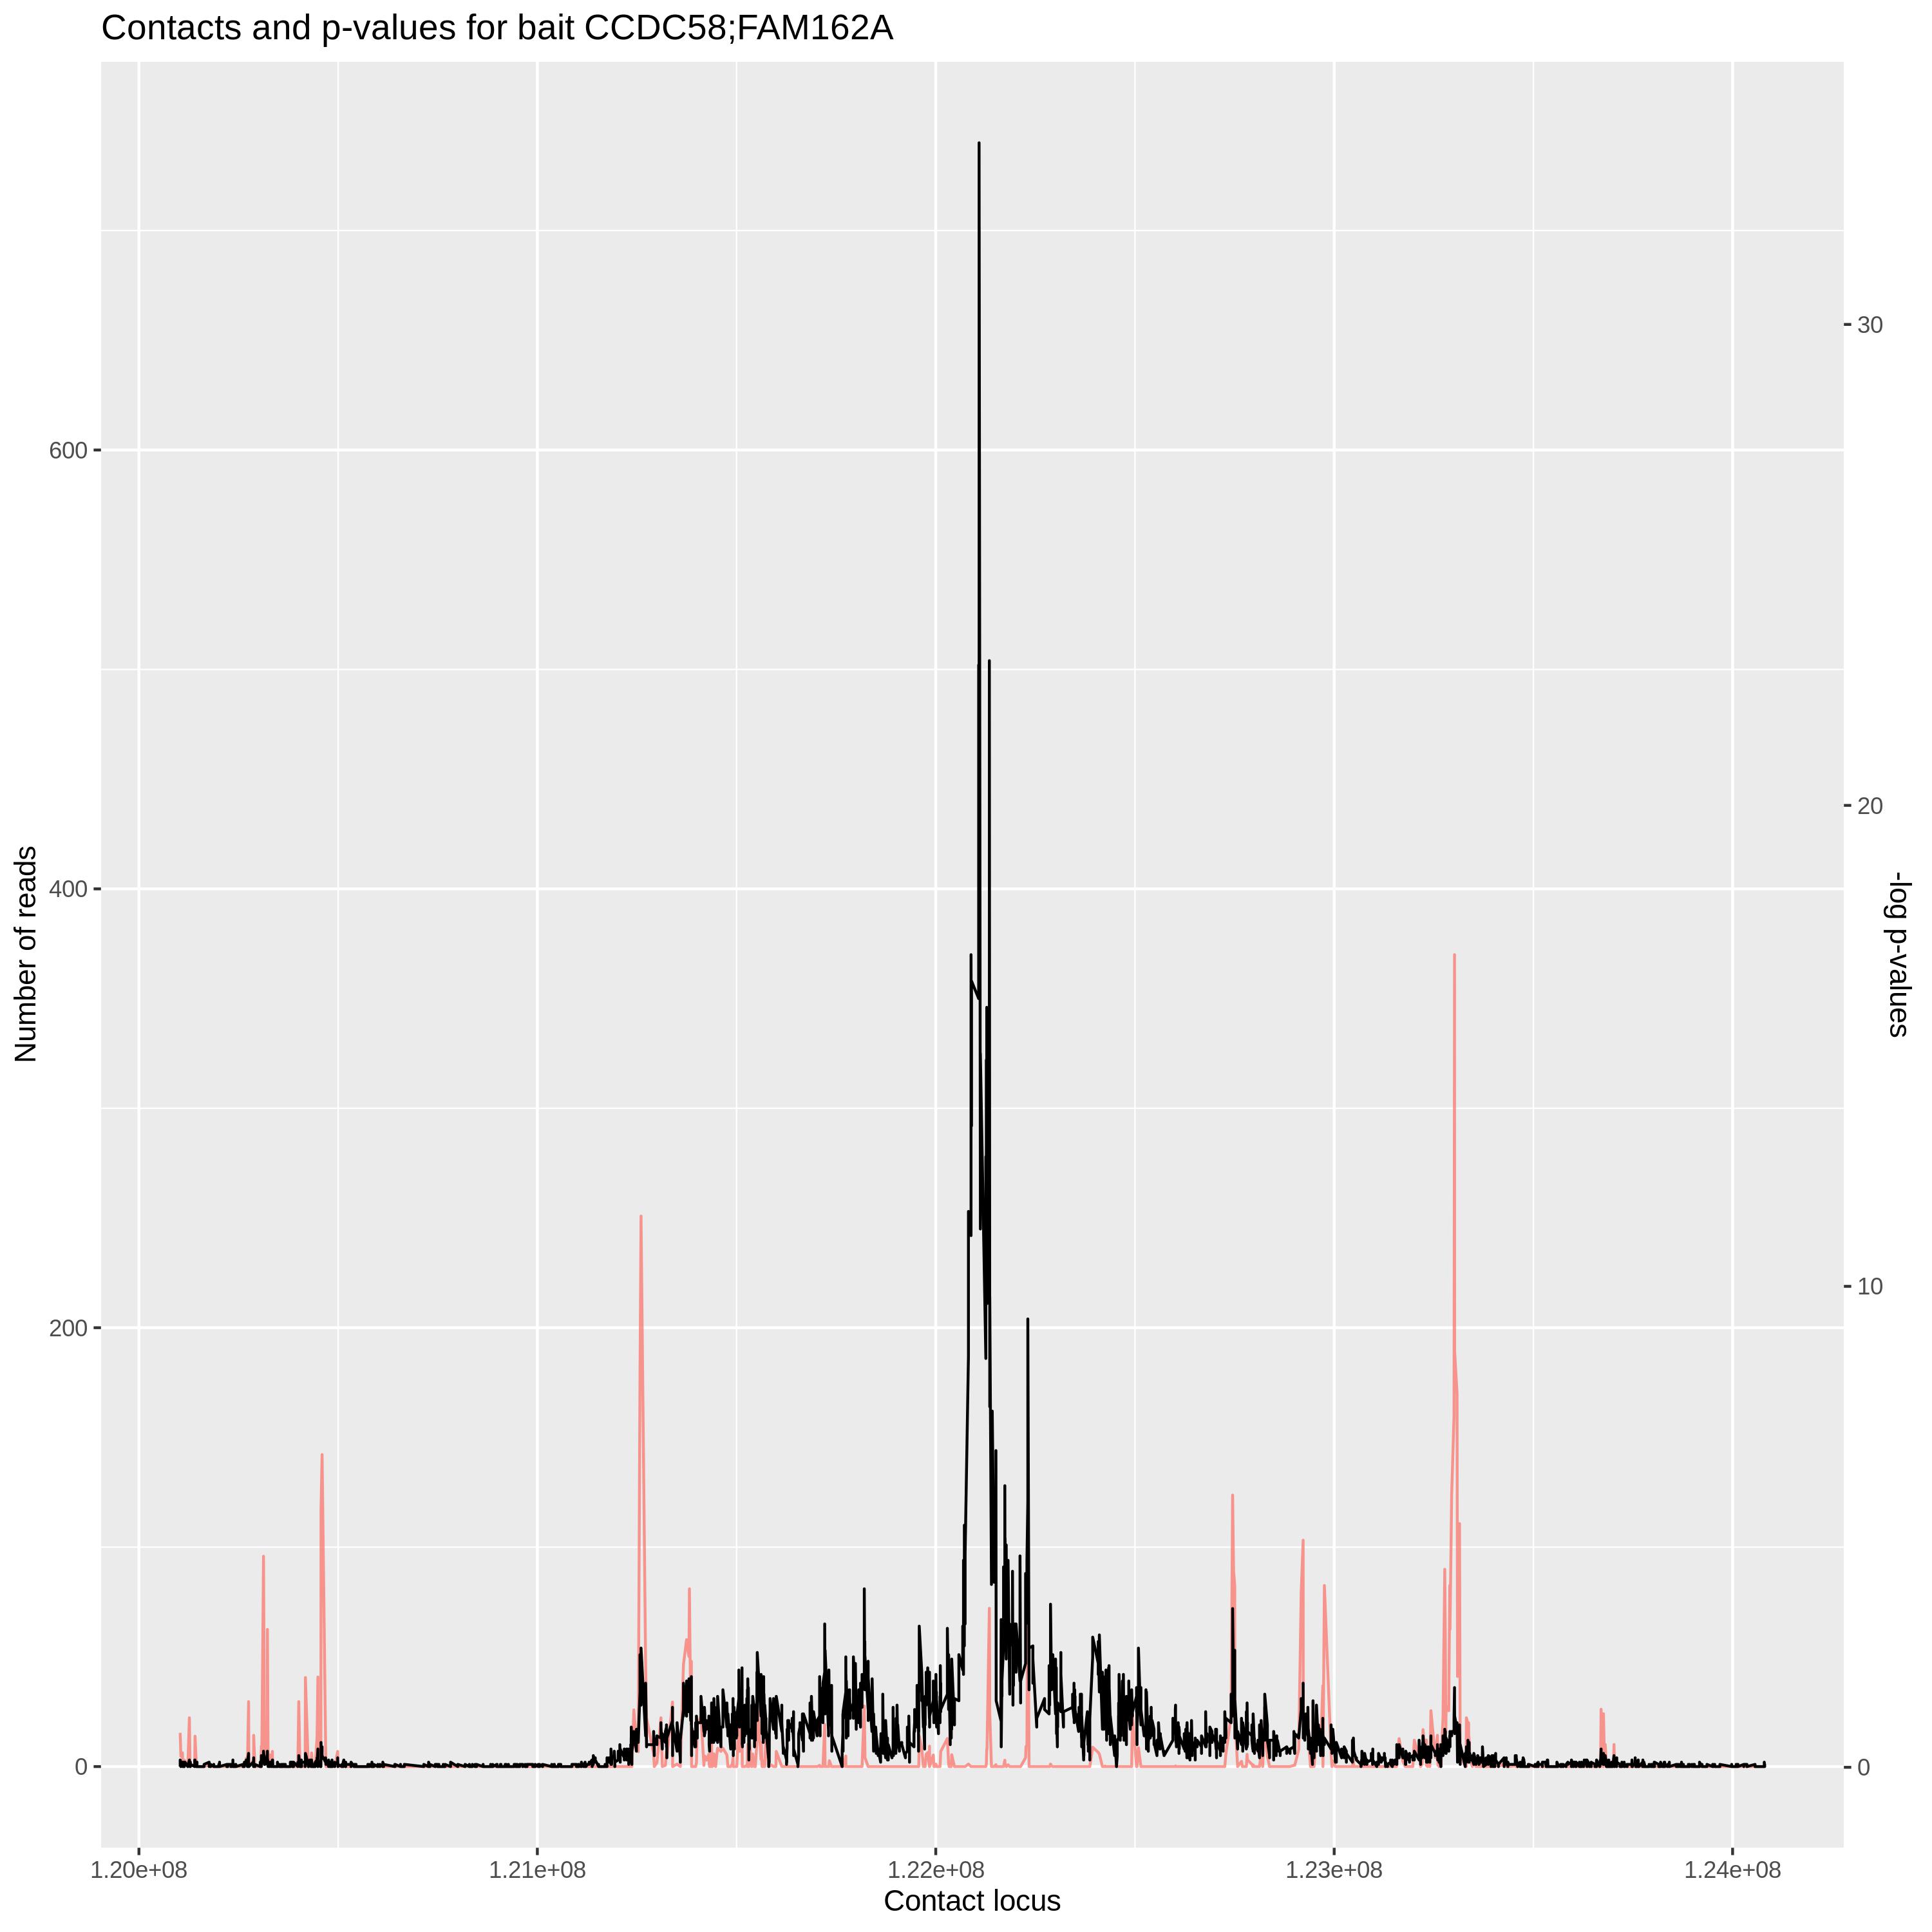 Contacts and p-values for bait CCDC58;FAM162A
Number of reads
600
400
200
0
30
20
10
0
-log p-values
1.20e+08
1.21e+08
1.22e+08
1.23e+08
1.24e+08
Contact locus